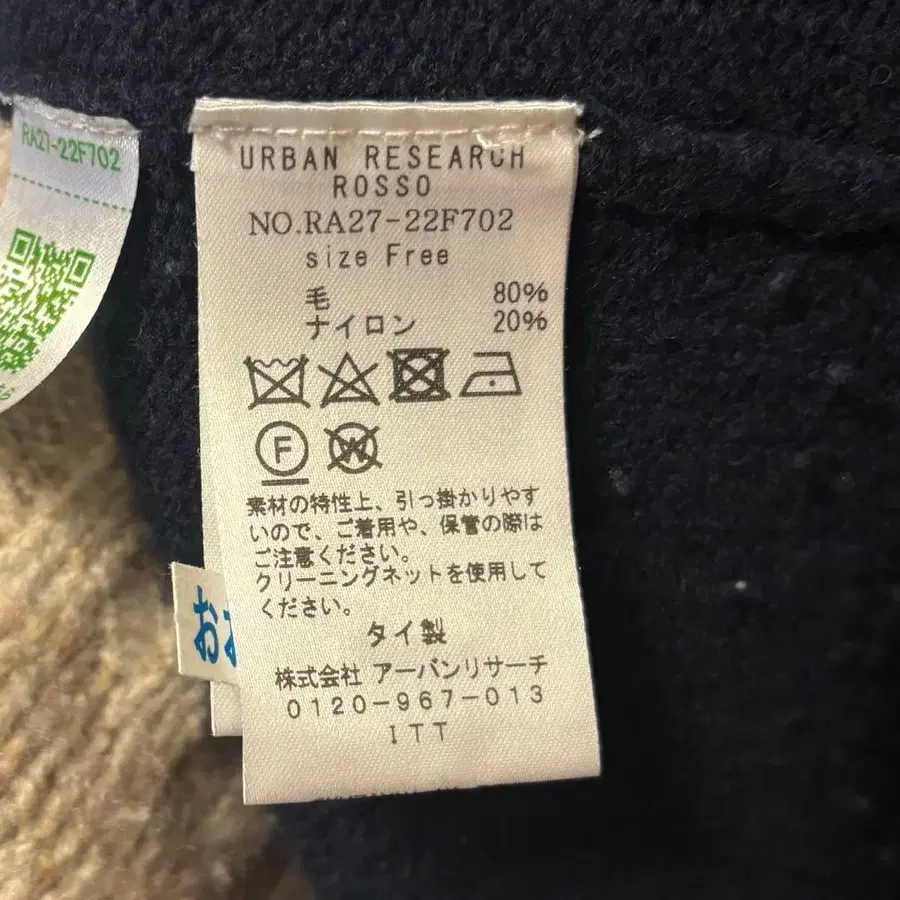 RA27-22F702
URBAN RESEARCH
ROSSO
NO.RA27-22F702
size Free
毛 80%
ナイロン 20%
F
W
素材の特性上、引っ掛かりやす
いので、ご着用や、保管の際は
ご注意ください。
クリーニングネットを使用して
ください。
タイ製
株式会社 アーバンリサーチ
0120-967-013
ITT
お